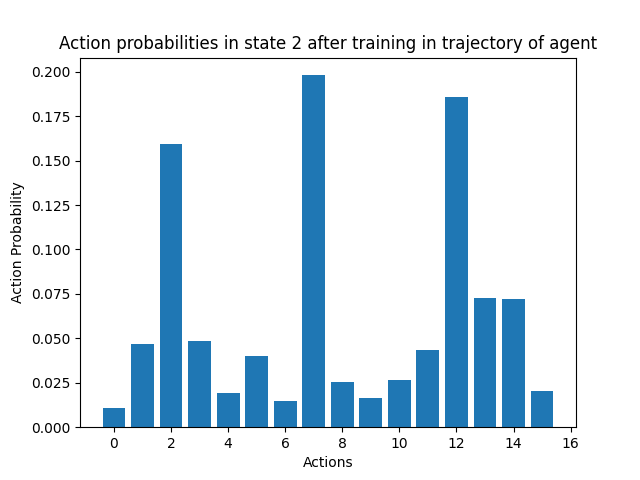 Action probabilities in state 2 after training in trajectory of agent
0.200
0.175
0.150
0.125
0.100
0.075
0.050
0.025
0.000
Action Probability
0 2 4 6 8 10 12 14 16
Actions